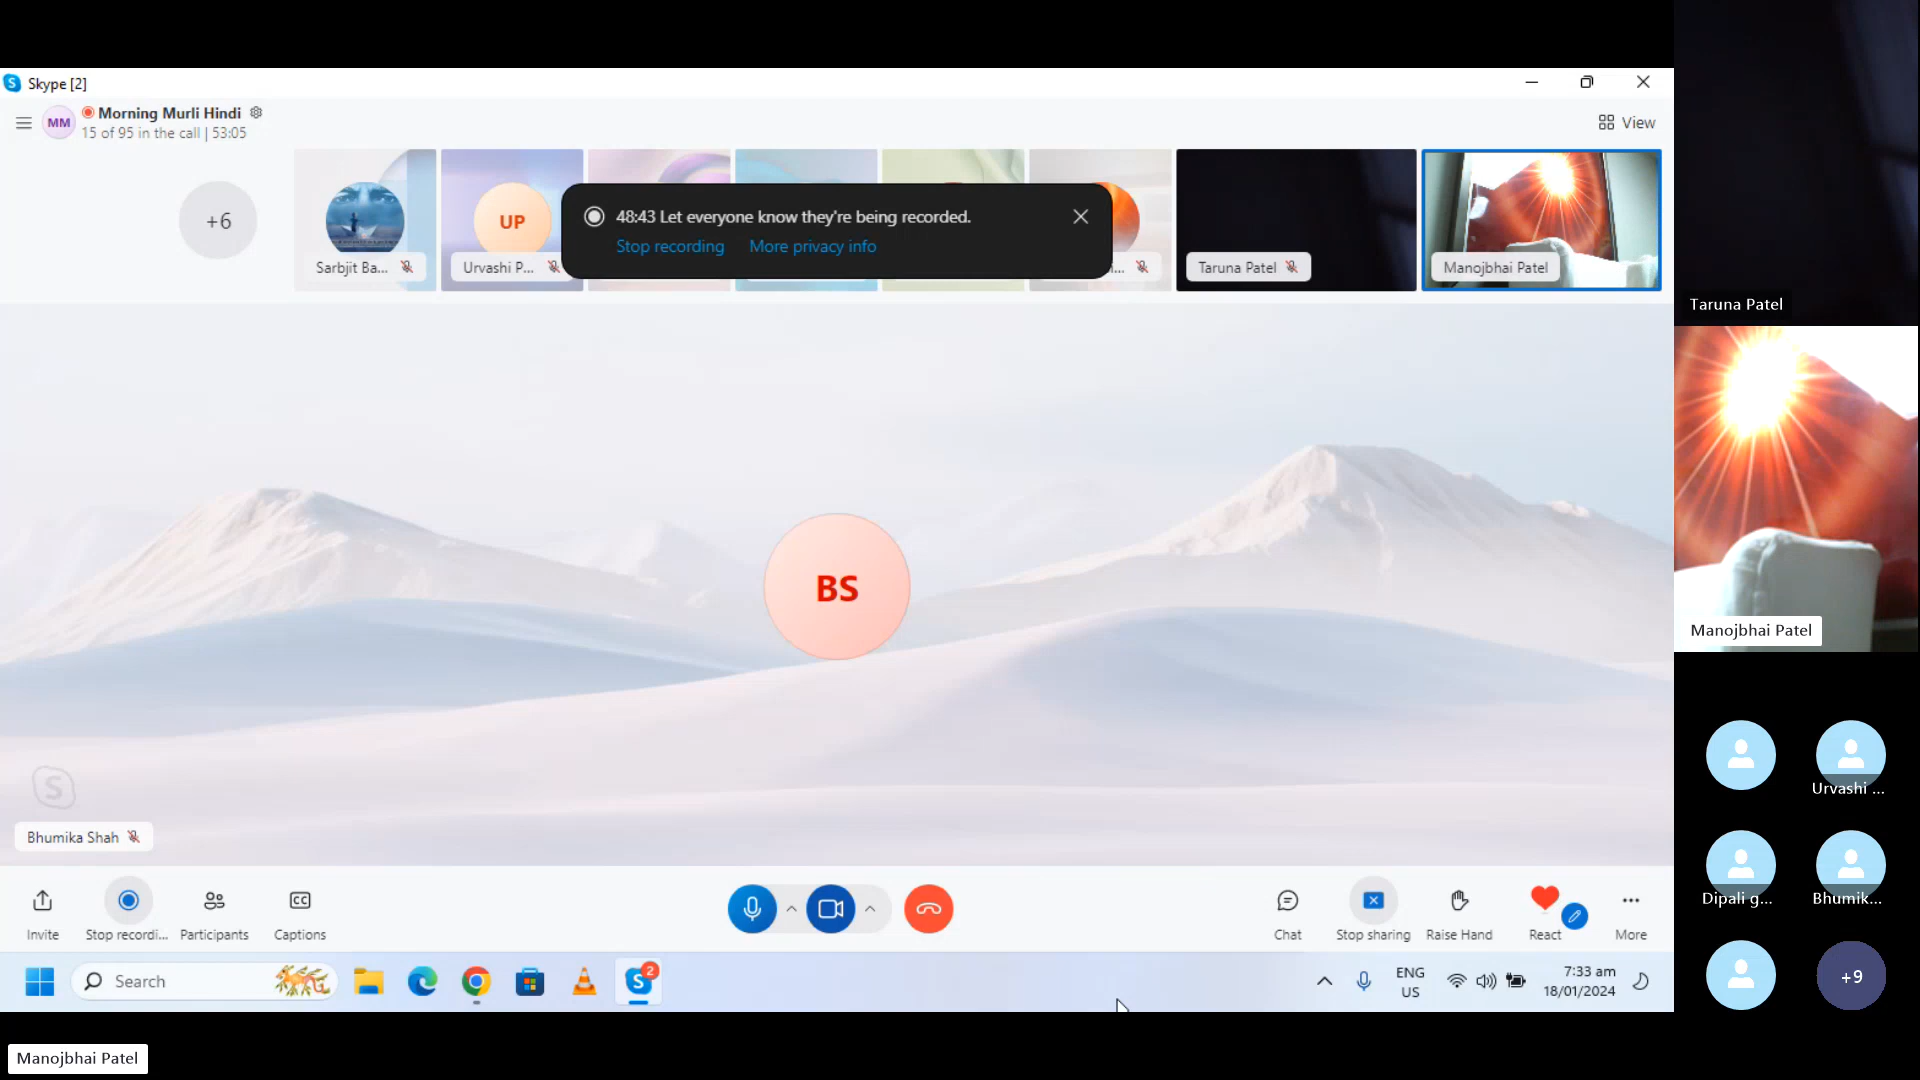 Skype [2]
MM
Morning Murli Hindi
15 of 95 in the call | 53:05
View
+6
Sarbjit Ba...
UP
Urvashi P...
48:43 Let everyone know they're being recorded.
Stop recording
More privacy info
Taruna Patel
Manojbhai Patel
Taruna Patel
Manojbhai Patel
BS
Bhumika Shah
Urvashi ...
Dipali g...
Bhumik...
+9
Invite
Stop recordi...
Participants
CC
Captions
Chat
Stop sharing
Raise Hand
React
More
Search
2
ENG
US
7:33 am
18/01/2024
Manojbhai Patel